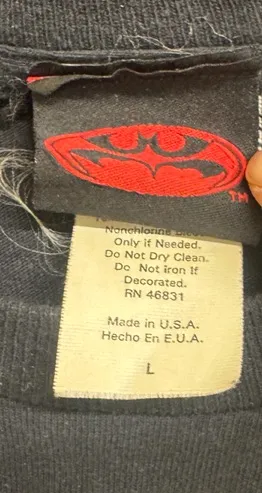 TM
Nonchlorine
Only if Needed.
Do Not Dry Clean.
Do Not Iron If
Decorated.
RN 46831
Made in U.S.A.
Hecho En E.U.A.
L